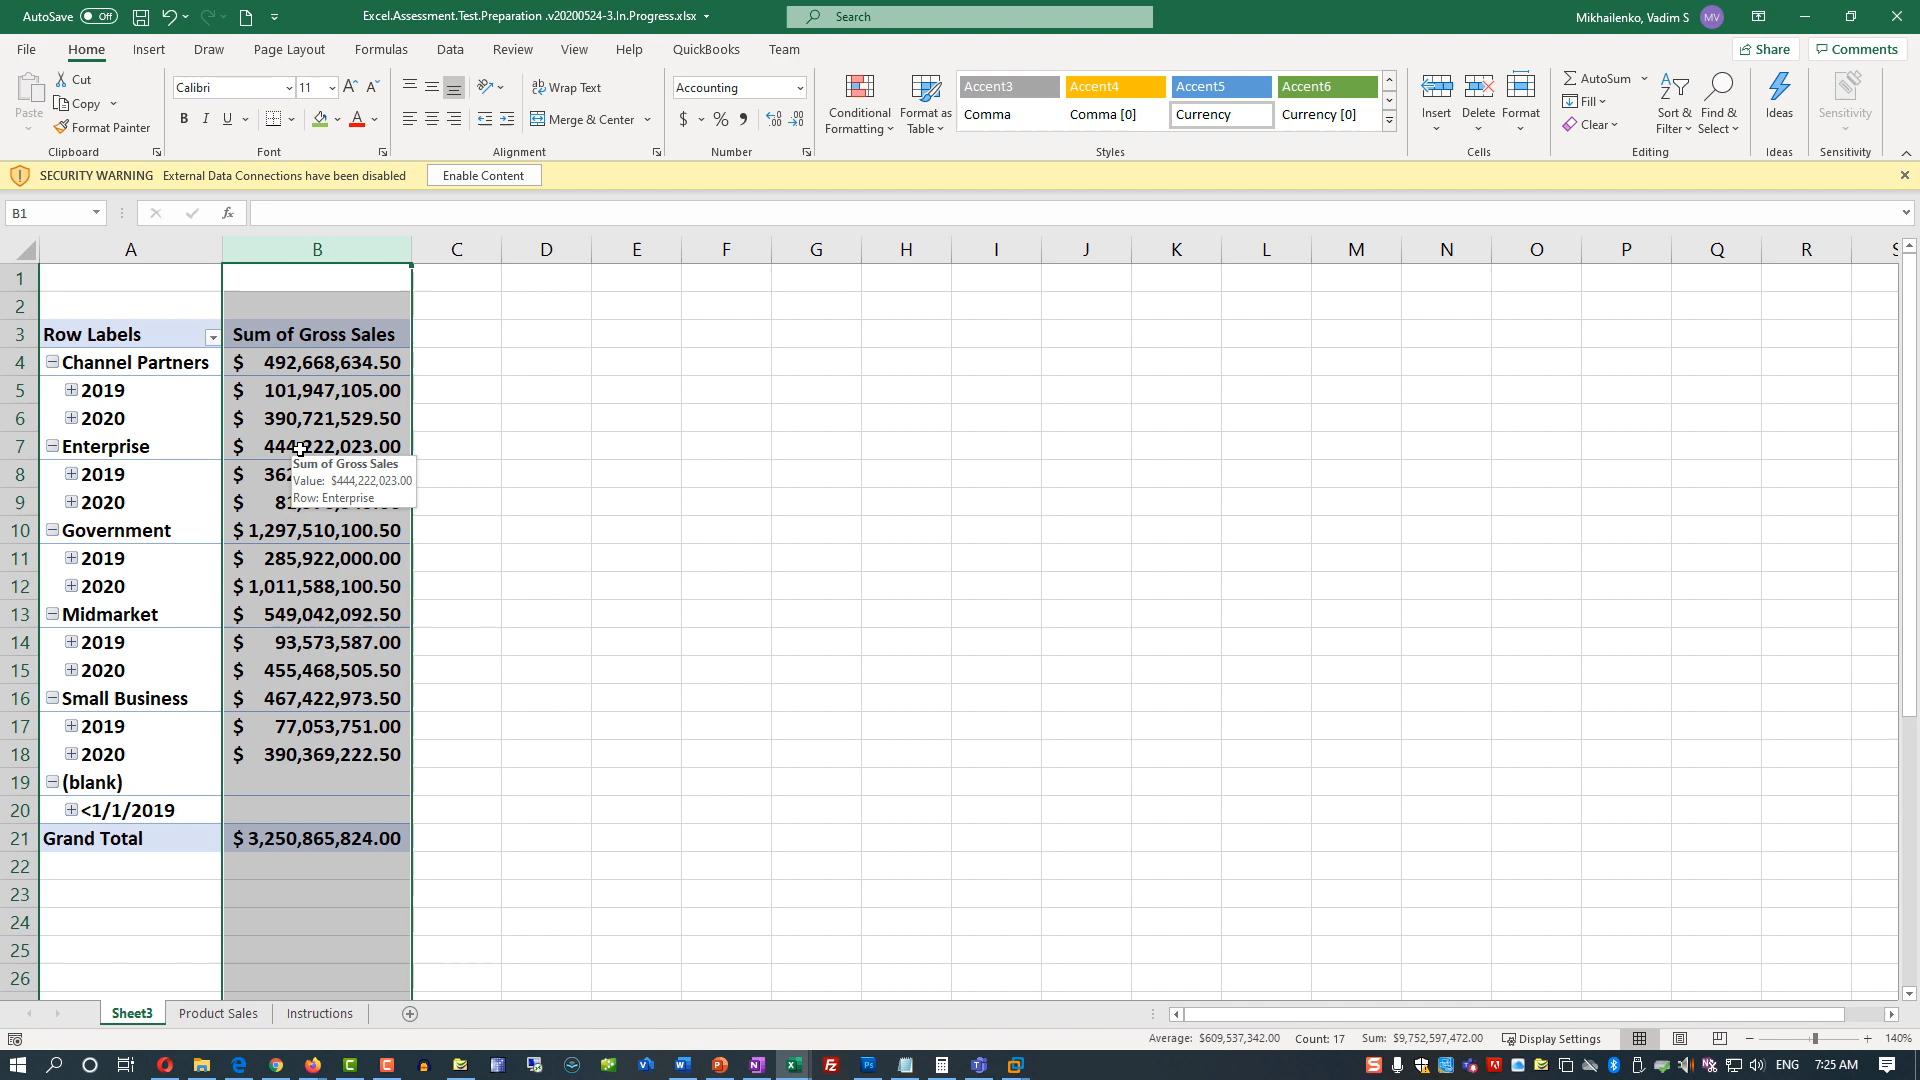 AutoSave Off Excel.Assessment.Test.Preparation .v20200524-3.In.Progress.xlsx Search Mikhailenko, Vadim S MV
File Home Insert Draw Page Layout Formulas Data Review View Help QuickBooks Team Share Comments
Paste Cut Copy Format Painter Clipboard
Calibri 11 B I U A A A Font
Wrap Text Merge & Center Alignment
Accounting $ % Number
Conditional Formatting Format as Table
Accent3 Accent4 Accent5 Accent6
Comma Comma [0] Currency Currency [0]
Styles
Insert Delete Format Cells
AutoSum Fill Clear Sort & Filter Find & Select Editing
Ideas Ideas
Sensitivity Sensitivity
SECURITY WARNING External Data Connections have been disabled Enable Content
B1 fx
A B C D E F G H I J K L M N O P Q R S
1
2
3 Row Labels Sum of Gross Sales
4 Channel Partners $ 492,668,634.50
5 2019 $ 101,947,105.00
6 2020 $ 390,721,529.50
7 Enterprise $ 444,222,023.00
8 2019 $ 362
9 2020 $
10 Government $ 1,297,510,100.50
11 2019 $ 285,922,000.00
12 2020 $ 1,011,588,100.50
13 Midmarket $ 549,042,092.50
14 2019 $ 93,573,587.00
15 2020 $ 455,468,505.50
16 Small Business $ 467,422,973.50
17 2019 $ 77,053,751.00
18 2020 $ 390,369,222.50
19 (blank)
20 <1/1/2019
21 Grand Total $ 3,250,865,824.00
22
23
24
25
26
Sum of Gross Sales
Value: $444,222,023.00
Row: Enterprise
Sheet3 Product Sales Instructions
Average: $609,537,342.00 Count: 17 Sum: $9,752,597,472.00 Display Settings 140%
ENG 7:25 AM